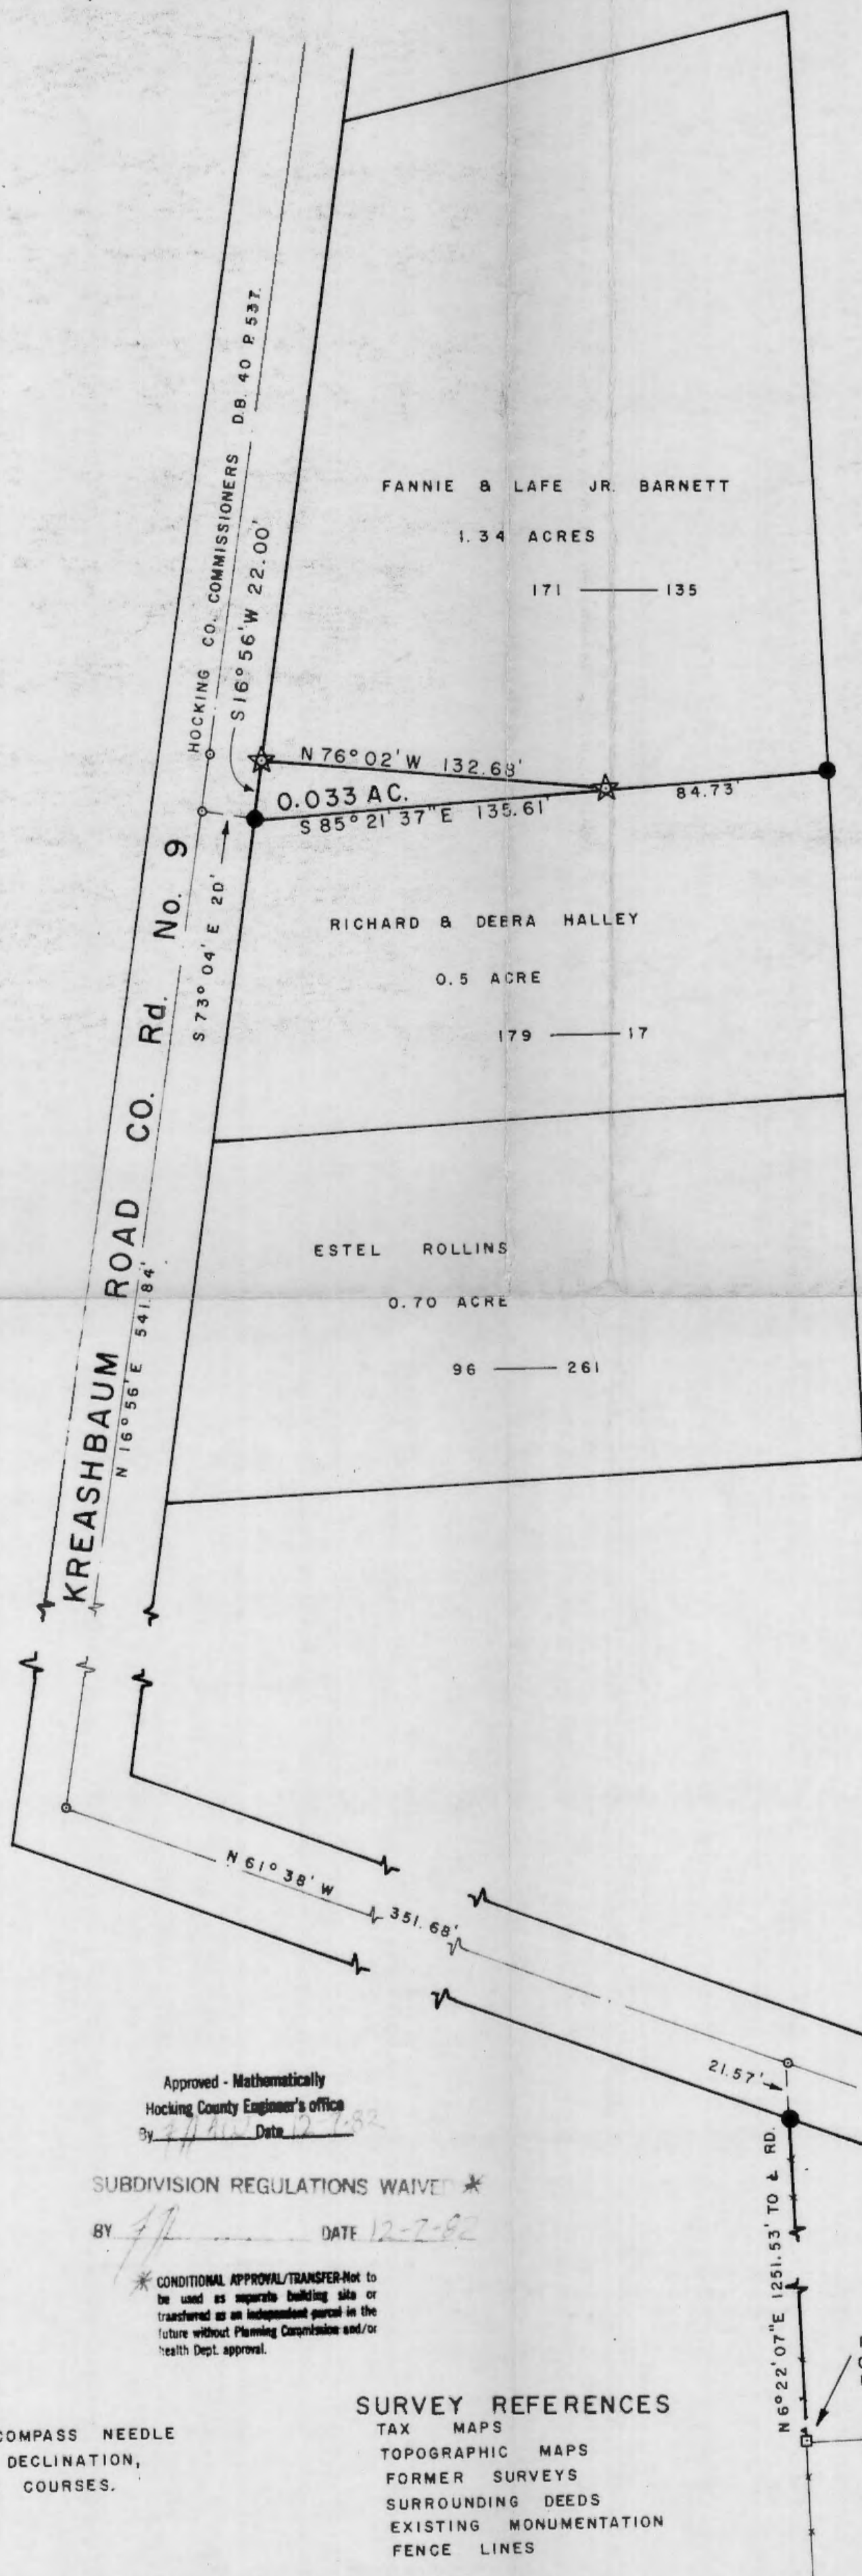 HOCKING CO. COMMISSIONERS D.B. 40 P. 537.
S 16° 56' W 22.00'
FANNIE & LAFE JR. BARNETT
1.34 ACRES
171 — 135
N 76° 02' W 132.68'
0.033 AC.
S 85° 21' 37" E 135.61'
84.73'
S 73° 04' E 20'
RICHARD & DEBRA HALLEY
0.5 ACRE
179 — 17
KREASHBAUM ROAD CO. Rd. No. 9
N 16° 56' E 541.84'
ESTEL ROLLINS
0.70 ACRE
96 — 261
N 61° 38' W 351.68'
21.57'
N 6° 22' 07" E 1251.53' TO ℄ RD.
Approved - Mathematically
Hocking County Engineer's office
By Date 12-7-82
SUBDIVISION REGULATIONS WAIVED *
BY DATE 12-7-82
* CONDITIONAL APPROVAL/TRANSFER-Not to
be used as separate building site or
transferred as an independent parcel in the
future without Planning Commission and/or
health Dept. approval.
COMPASS NEEDLE
DECLINATION,
COURSES.
SURVEY REFERENCES
TAX MAPS
TOPOGRAPHIC MAPS
FORMER SURVEYS
SURROUNDING DEEDS
EXISTING MONUMENTATION
FENCE LINES